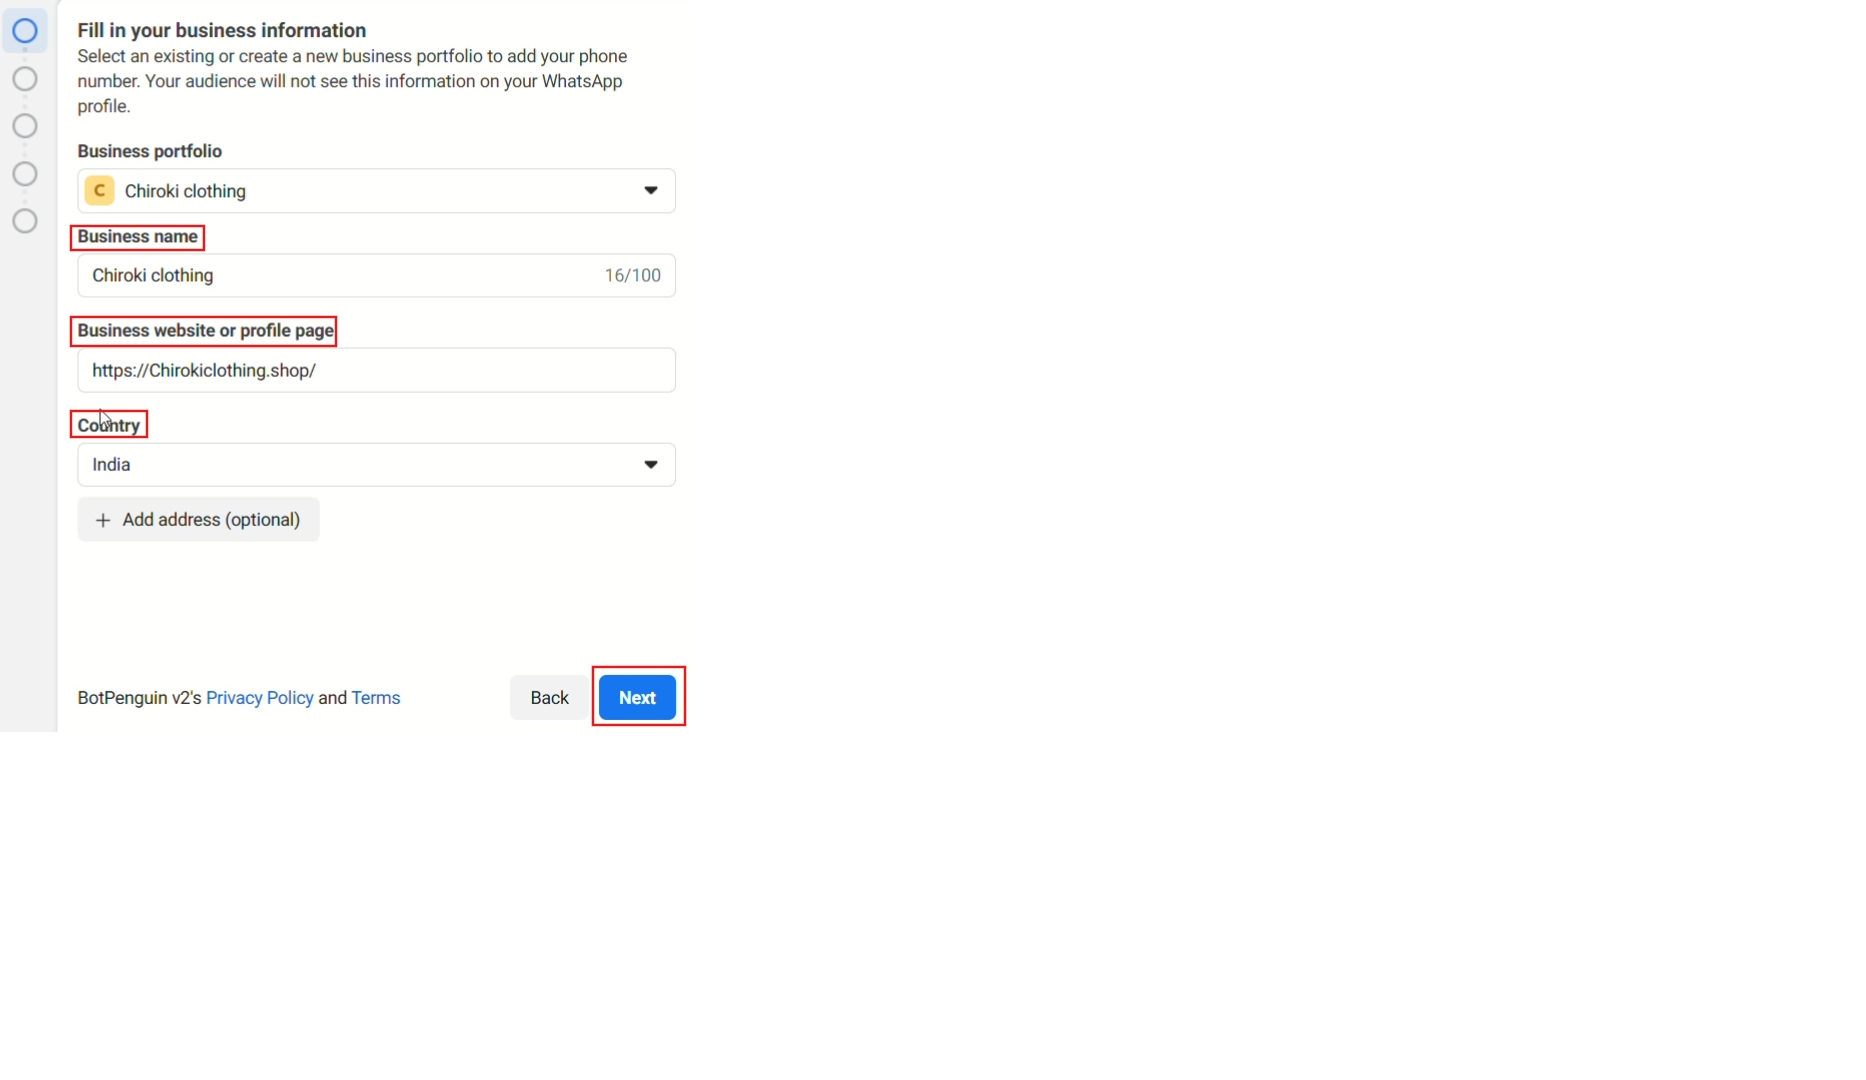 Fill in your business information
Select an existing or create a new business portfolio to add your phone
number. Your audience will not see this information on your WhatsApp
profile.
Business portfolio
C Chiroki clothing
Business name
Chiroki clothing 16/100
Business website or profile page
https://Chirokiclothing.shop/
Country
India
+ Add address (optional)
BotPenguin v2's Privacy Policy and Terms Back Next